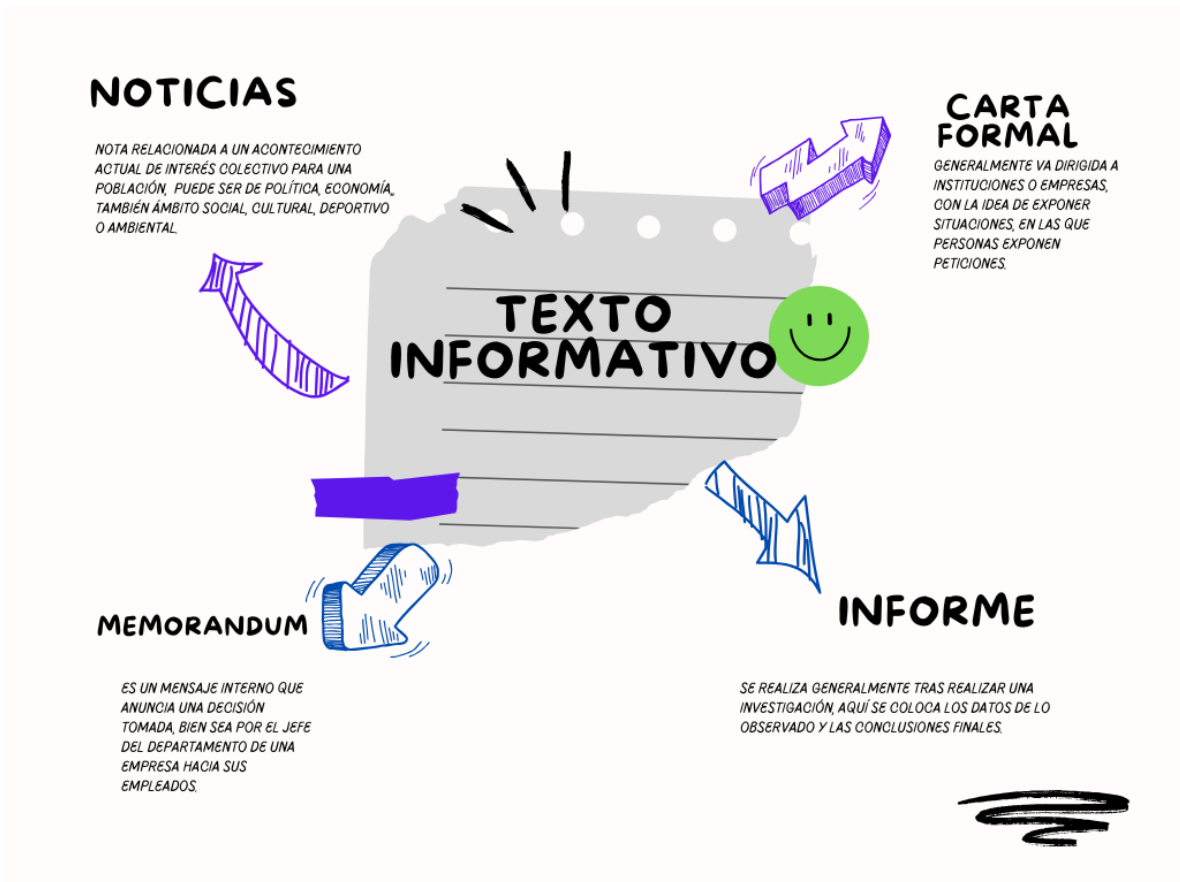 NOTICIAS
NOTA RELACIONADA A UN ACONTECIMIENTO
ACTUAL DE INTERÉS COLECTIVO PARA UNA
POBLACIÓN, PUEDE SER DE POLÍTICA, ECONOMÍA,,
TAMBIÉN ÁMBITO SOCIAL, CULTURAL, DEPORTIVO
O AMBIENTAL.
CARTA
FORMAL
GENERALMENTE VA DIRIGIDA A
INSTITUCIONES O EMPRESAS,
CON LA IDEA DE EXPONER
SITUACIONES, EN LAS QUE
PERSONAS EXPONEN
PETICIONES.
TEXTO
INFORMATIVO
MEMORANDUM
ES UN MENSAJE INTERNO QUE
ANUNCIA UNA DECISIÓN
TOMADA, BIEN SEA POR EL JEFE
DEL DEPARTAMENTO DE UNA
EMPRESA HACIA SUS
EMPLEADOS.
INFORME
SE REALIZA GENERALMENTE TRAS REALIZAR UNA
INVESTIGACIÓN, AQUÍ SE COLOCA LOS DATOS DE LO
OBSERVADO Y LAS CONCLUSIONES FINALES.